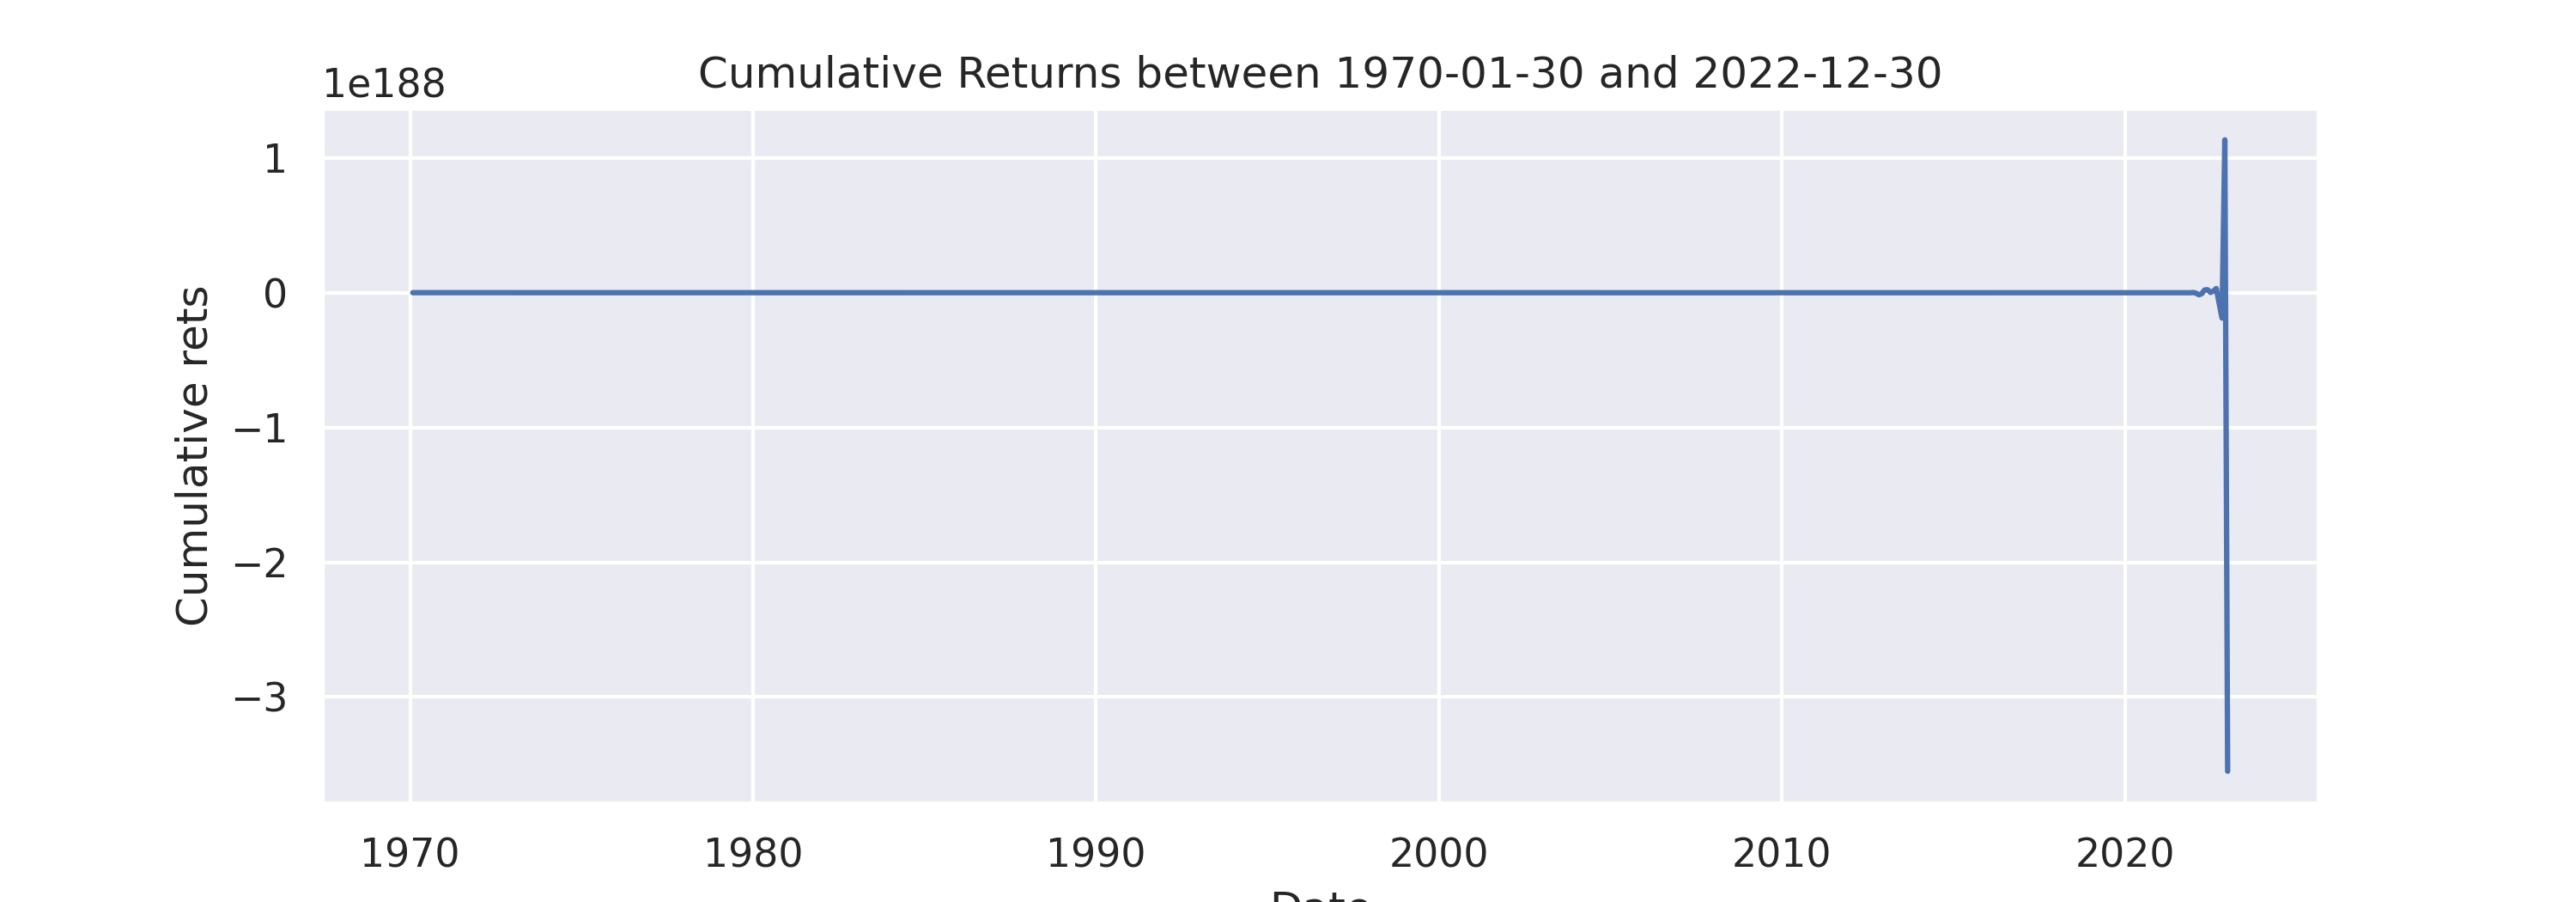 Cumulative Returns between 1970-01-30 and 2022-12-30
1e188
1
0
−1
−2
−3
Cumulative rets
1970 1980 1990 2000 2010 2020
Date